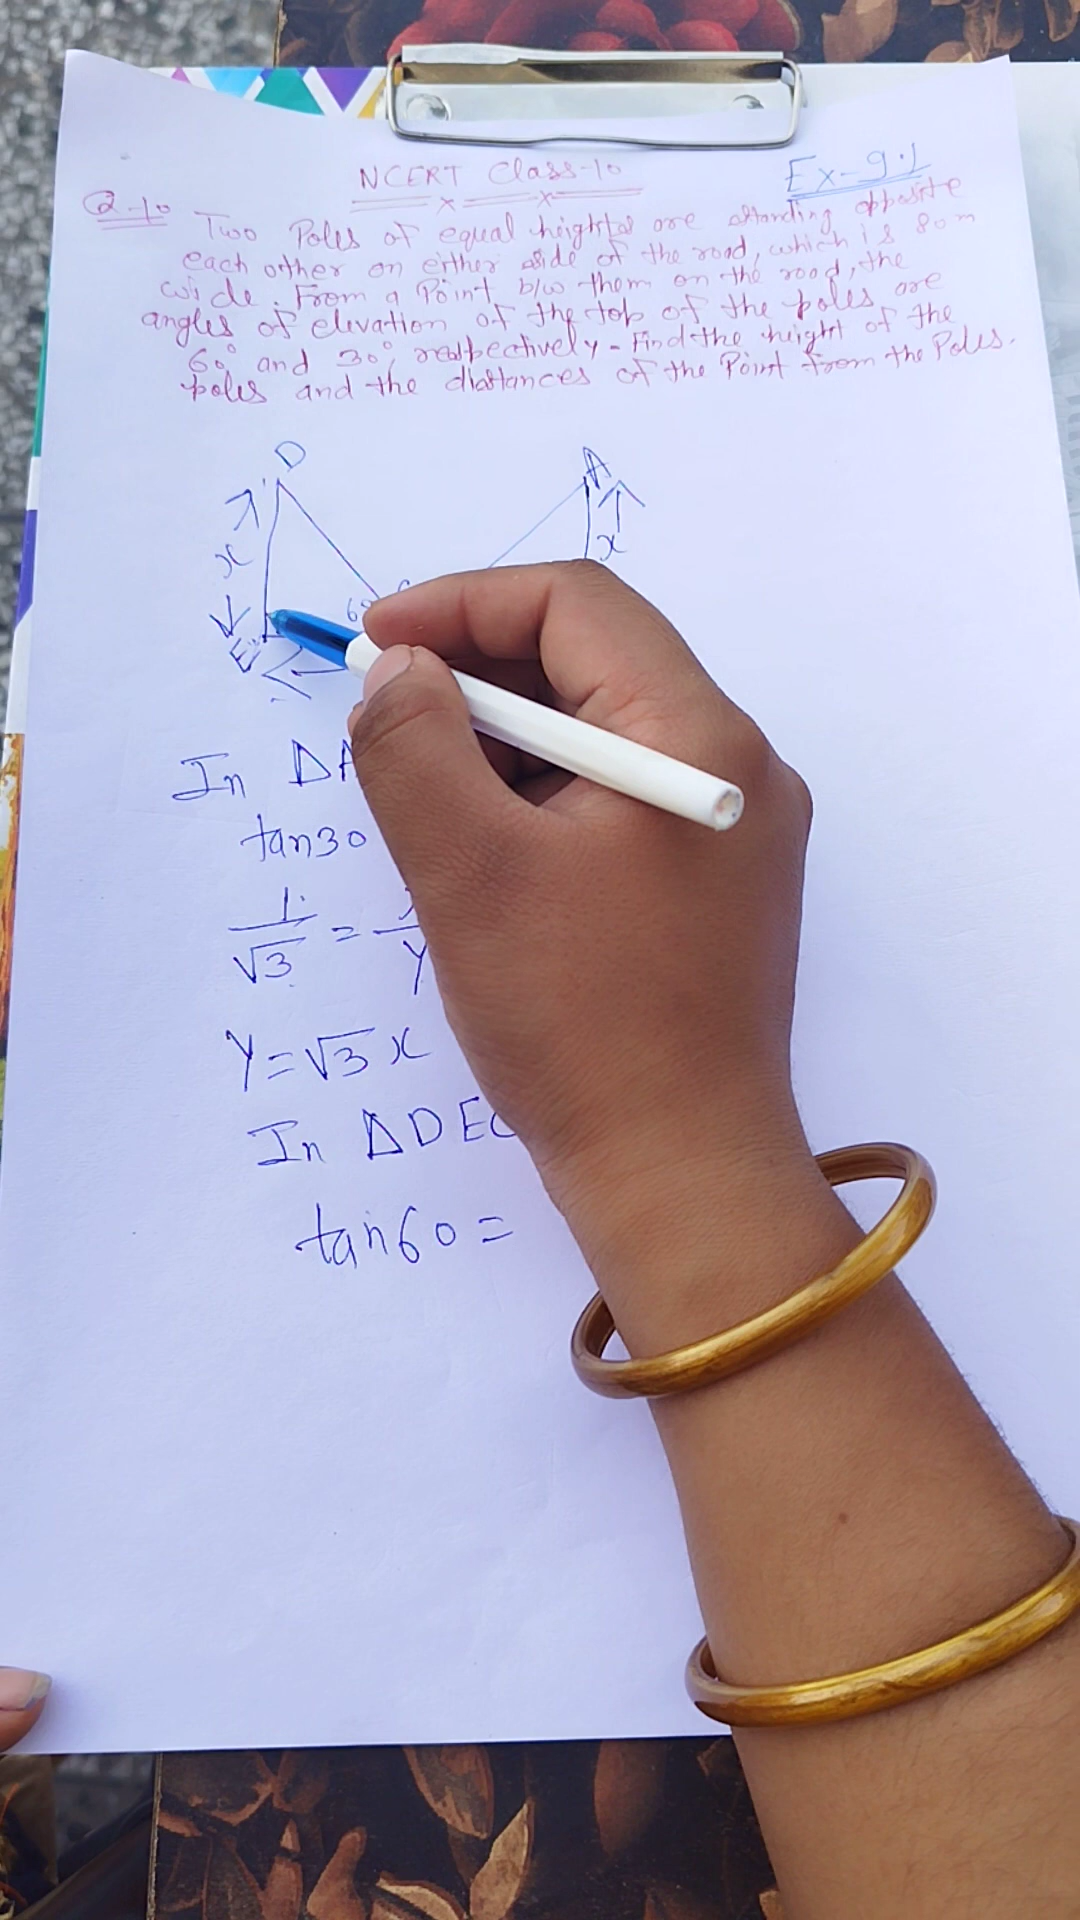 NCERT Class-10
Ex-9.1
Q-10 Two Poles of equal heights are standing opposite
each other on either side of the road, which is 80m
wide. From a Point b/w them on the road, the
angles of elevation of the top of the poles are
60° and 30°, respectively. Find the height of the
poles and the distances of the Point from the Poles.
D
A
x
x
60
E
In ΔA
tan30
1/√3 = x/y
Y=√3 x
In ΔDEC
tan60 =